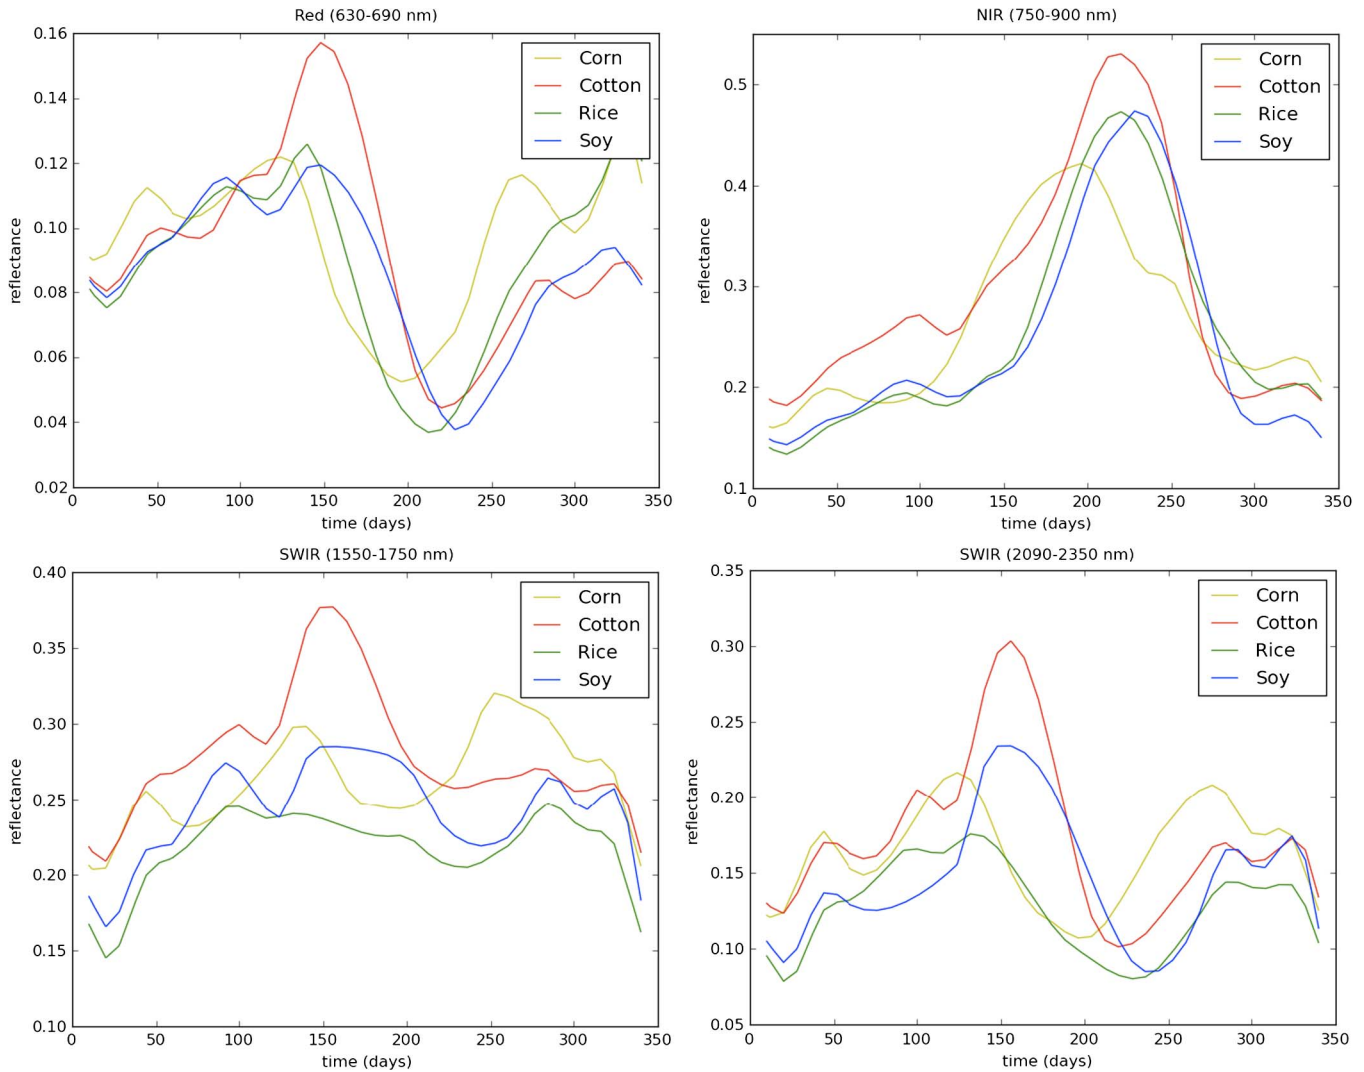 Red (630-690 nm)
0.16
0.14
0.12
0.10
0.08
0.06
0.04
0.02
reflectance
Corn
Cotton
Rice
Soy
0 50 100 150 200 250 300 350
time (days)
NIR (750-900 nm)
0.5
0.4
0.3
0.2
0.1
reflectance
Corn
Cotton
Rice
Soy
0 50 100 150 200 250 300 350
time (days)
SWIR (1550-1750 nm)
0.40
0.35
0.30
0.25
0.20
0.15
0.10
reflectance
Corn
Cotton
Rice
Soy
0 50 100 150 200 250 300 350
time (days)
SWIR (2090-2350 nm)
0.35
0.30
0.25
0.20
0.15
0.10
0.05
reflectance
Corn
Cotton
Rice
Soy
0 50 100 150 200 250 300 350
time (days)